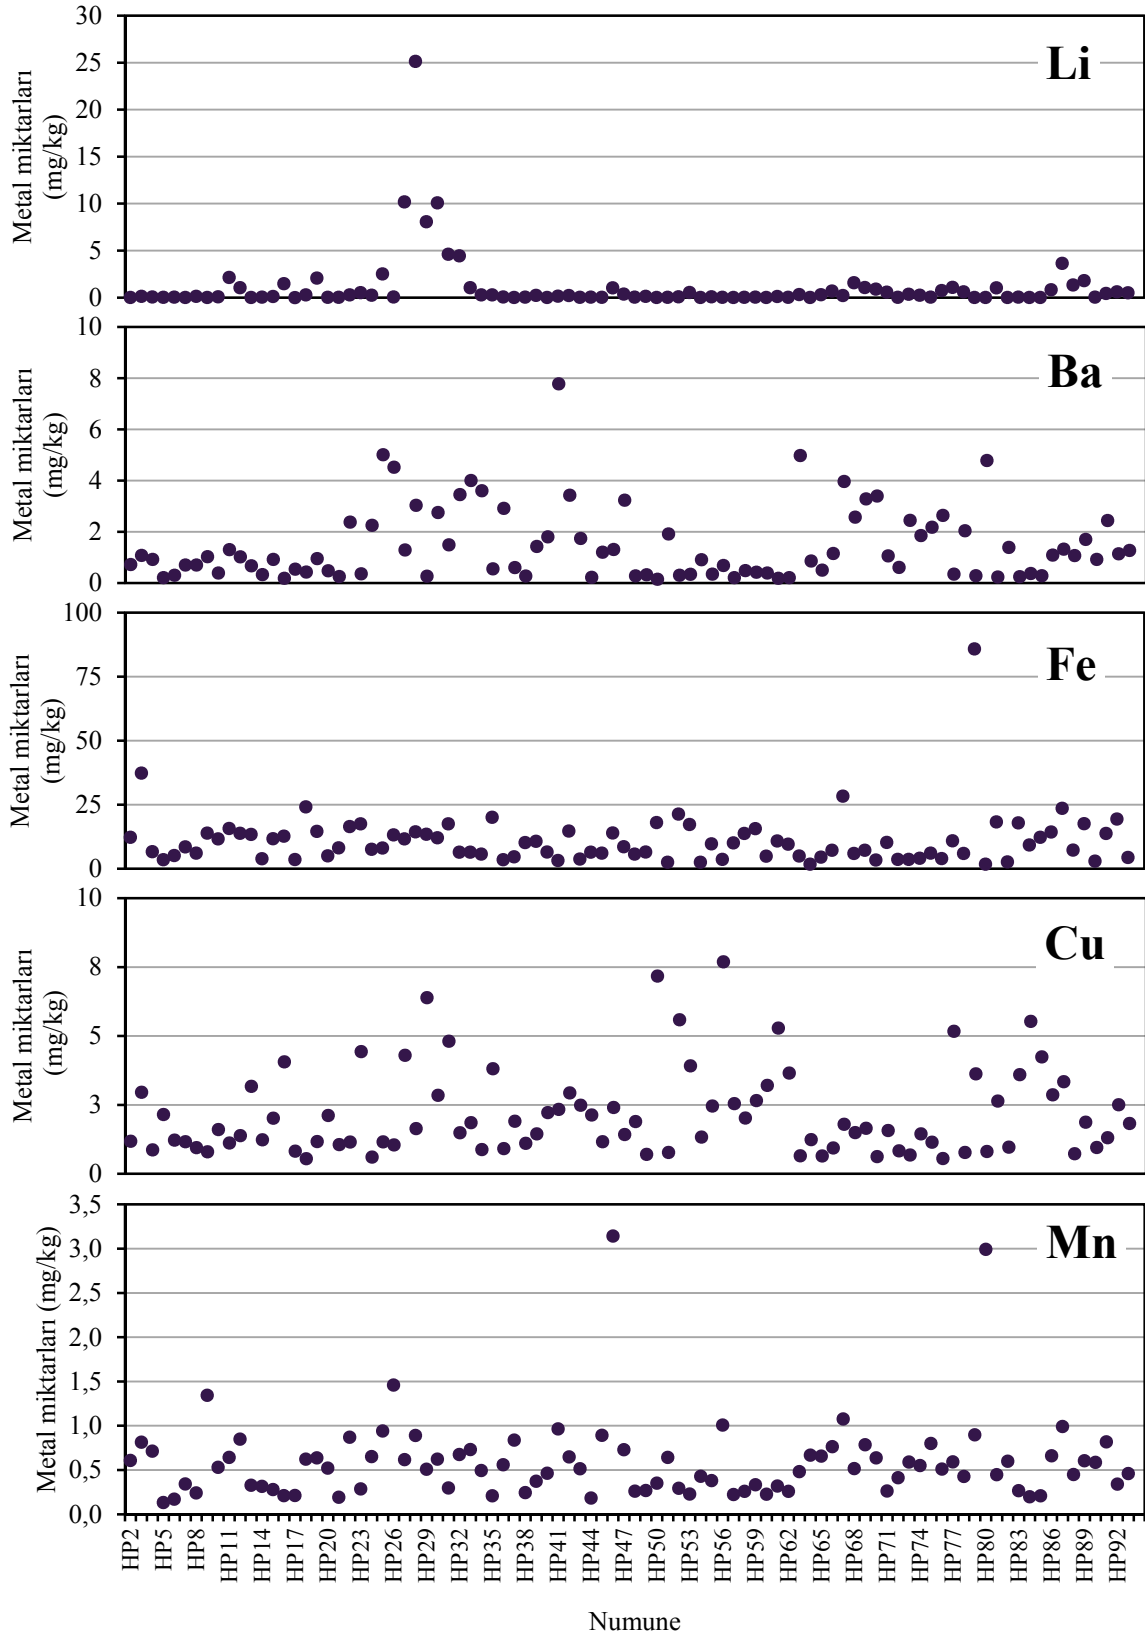 Metal miktarları
(mg/kg)
30
25
20
15
10
5
0
Li
Metal miktarları
(mg/kg)
10
8
6
4
2
0
Ba
Metal miktarları
(mg/kg)
100
75
50
25
0
Fe
Metal miktarları
(mg/kg)
10
8
5
3
0
Cu
Metal miktarları (mg/kg)
3,5
3,0
2,5
2,0
1,5
1,0
0,5
0,0
Mn
HP2
HP5
HP8
HP11
HP14
HP17
HP20
HP23
HP26
HP29
HP32
HP35
HP38
HP41
HP44
HP47
HP50
HP53
HP56
HP59
HP62
HP65
HP68
HP71
HP74
HP77
HP80
HP83
HP86
HP89
HP92
Numune